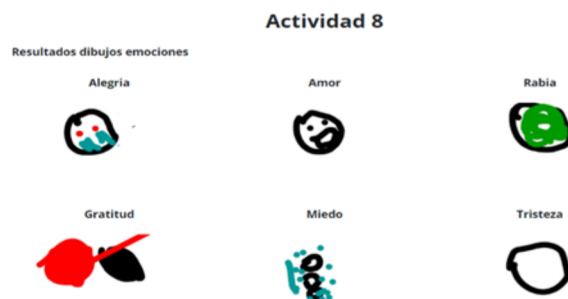 Actividad 8
Resultados dibujos emociones
Alegria Amor Rabia
Gratitud Miedo Tristeza